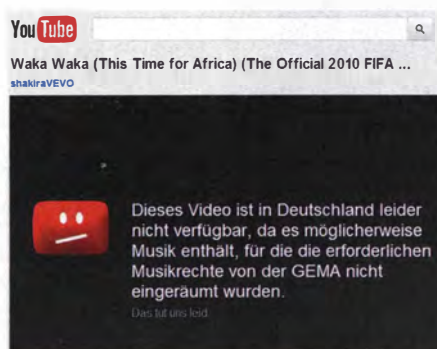 YouTube
Waka Waka (This Time for Africa) (The Official 2010 FIFA ...
shakiraVEVO
Dieses Video ist in Deutschland leider
nicht verfügbar, da es möglicherweise
Musik enthält, für die die erforderlichen
Musikrechte von der GEMA nicht
eingeräumt wurden.
Das tut uns leid.